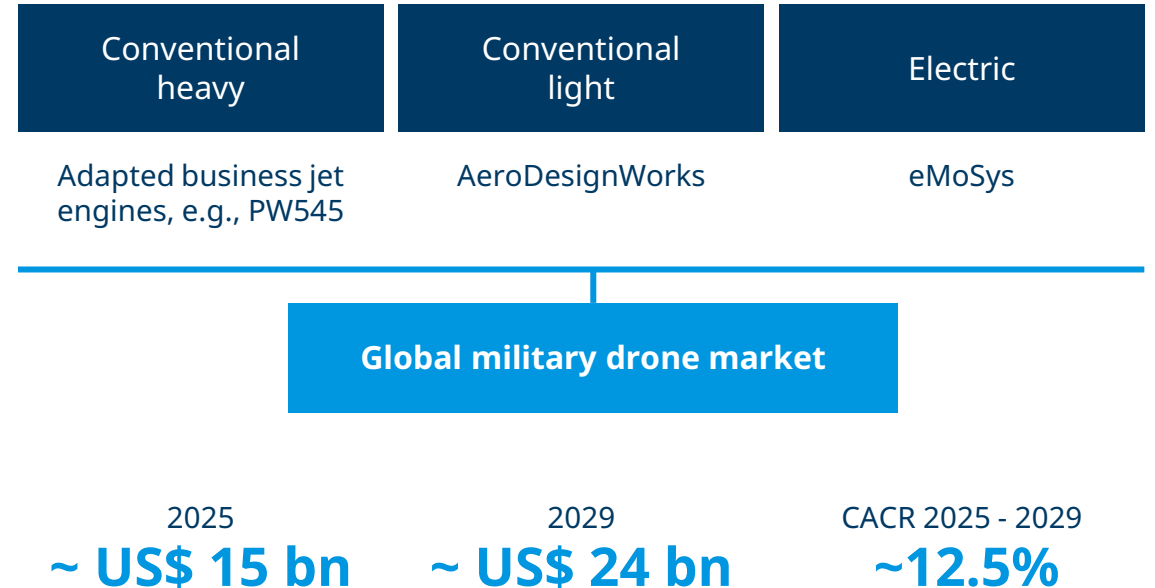 Conventional
heavy
Conventional
light
Electric
Adapted business jet
engines, e.g., PW545
AeroDesignWorks
eMoSys
Global military drone market
2025
~ US$ 15 bn
2029
~ US$ 24 bn
CACR 2025 - 2029
~12.5%